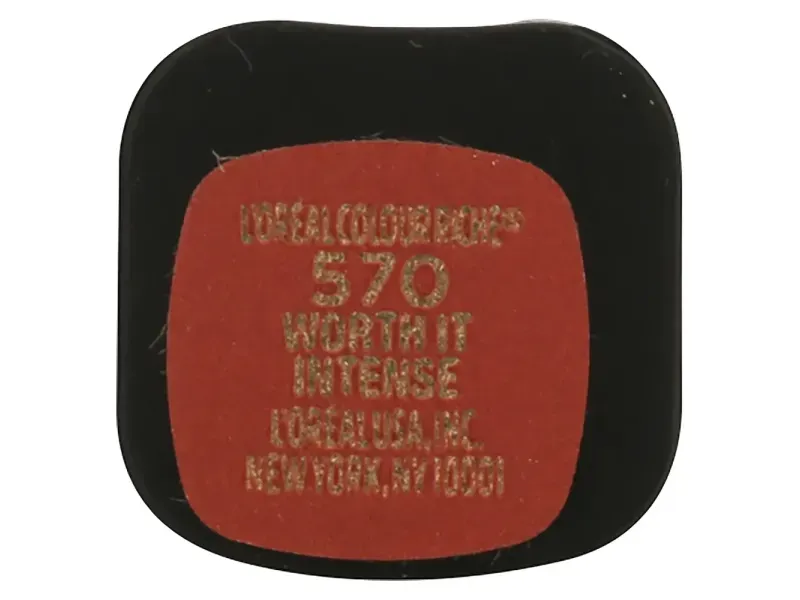 L'ORÉAL COLOUR RICHE®
570
WORTH IT
INTENSE
L'ORÉAL USA, INC.
NEW YORK, NY 10001